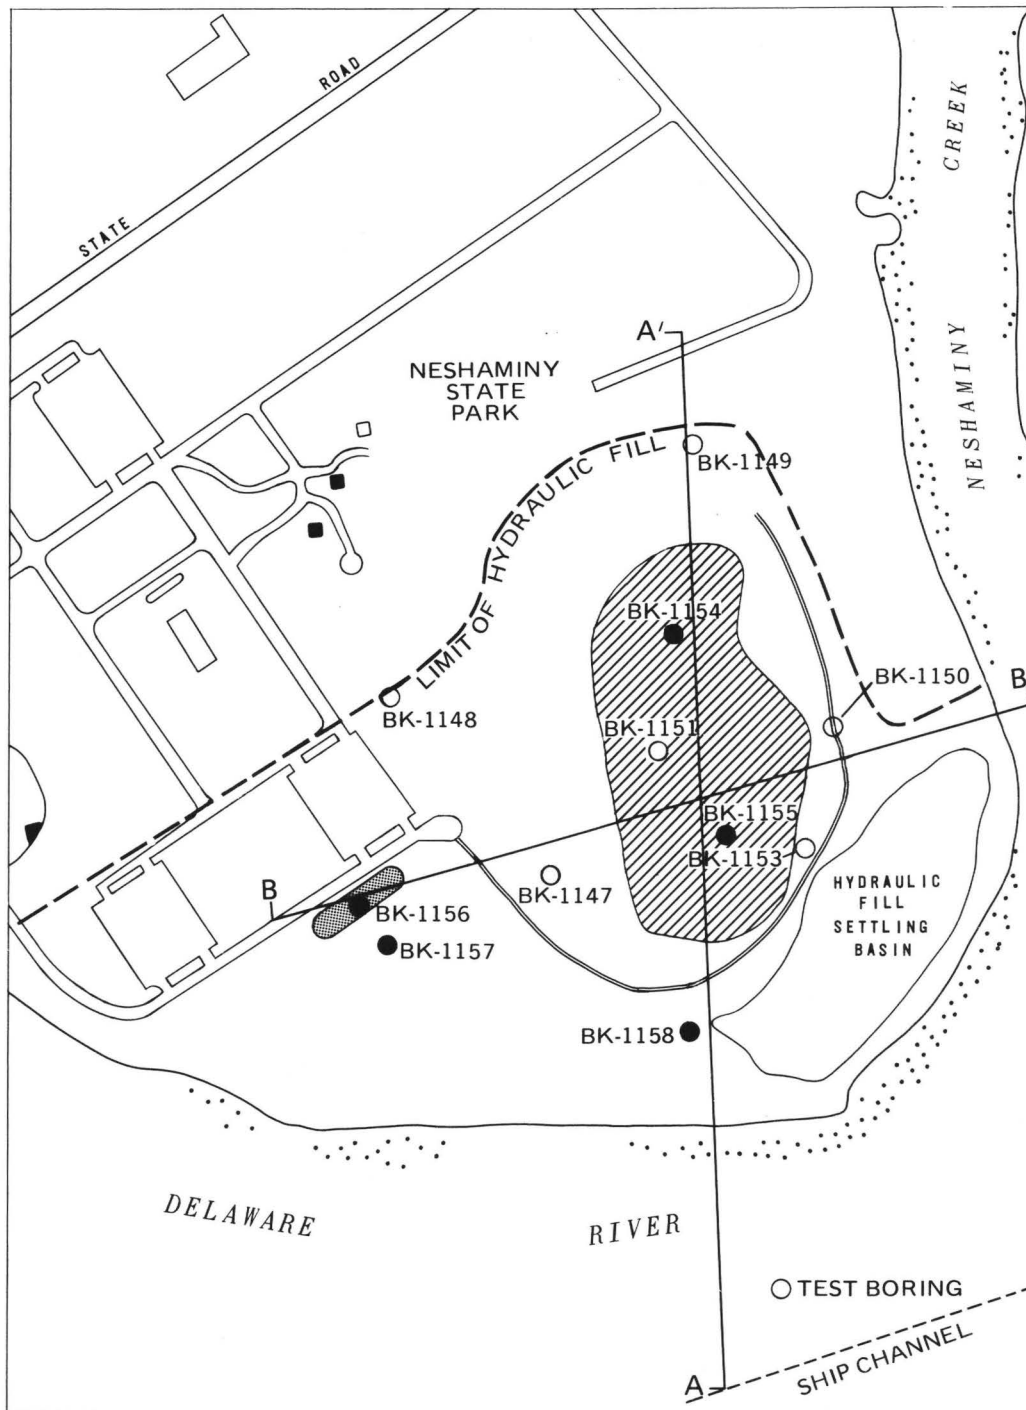 ROAD
STATE
CREEK
NESHAMINY
A′
NESHAMINY
STATE
PARK
LIMIT OF HYDRAULIC FILL
BK-1149
BK-1154
BK-1150
B
BK-1148
BK-1151
BK-1155
BK-1153
B
BK-1147
BK-1156
BK-1157
HYDRAULIC
FILL
SETTLING
BASIN
BK-1158
DELAWARE RIVER
TEST BORING
SHIP CHANNEL
A